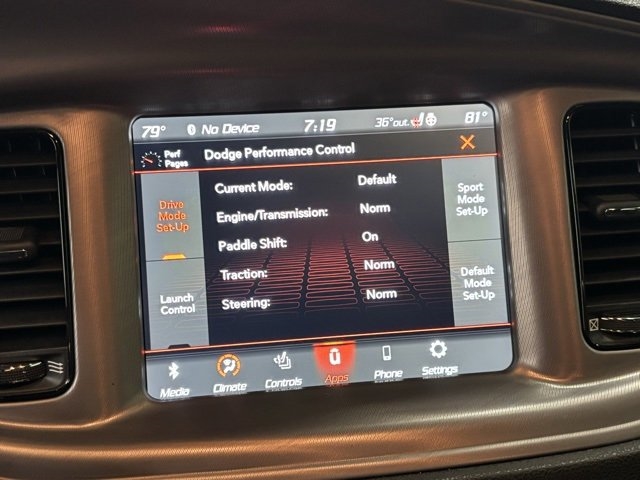 79° No Device 7:19 36°out 81°
Perf Pages Dodge Performance Control
Drive Mode Set-Up
Launch Control
Current Mode: Default
Engine/Transmission: Norm
Paddle Shift: On
Traction: Norm
Steering: Norm
Sport Mode Set-Up
Default Mode Set-Up
Media Climate Controls Apps Phone Settings